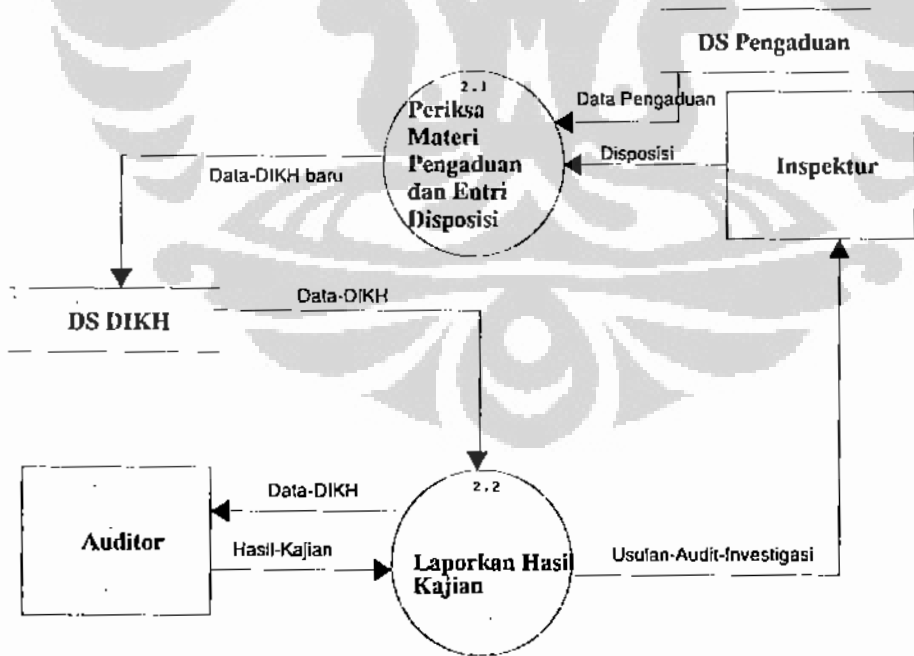 DS Pengaduan
2.1
Periksa
Materi
Pengaduan
dan Entri
Disposisi
Data Pengaduan
Disposisi
Inspektur
Data-DIKH baru
DS DIKH
Data-DIKH
2.2
Laporkan Hasil
Kajian
Auditor
Data-DIKH
Hasil-Kajian
Usulan-Audit-Investigasi